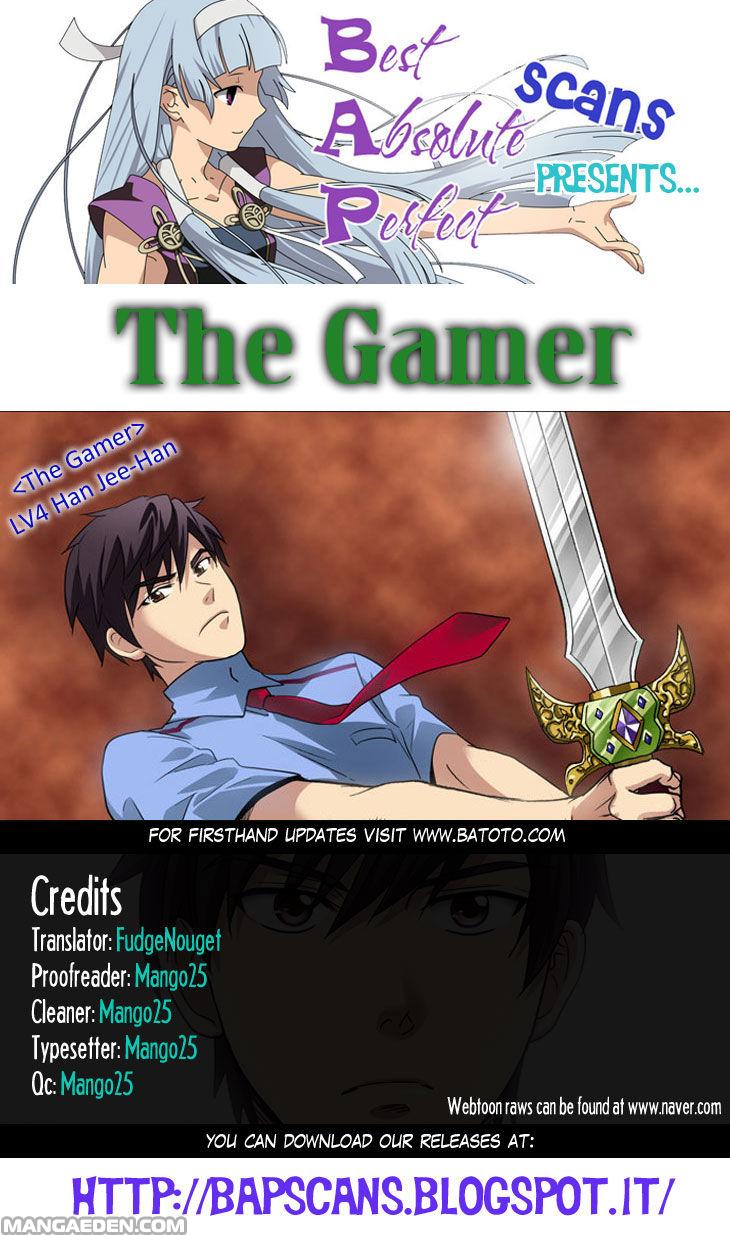 Best
Absolute
Perfect
scans
PRESENTS...
The Gamer
<The Gamer>
LV4 Han Jee-Han
FOR FIRSTHAND UPDATES VISIT WWW.BATOTO.COM
Credits
Translator: FudgeNouget
Proofreader: Mango25
Cleaner: Mango25
Typesetter: Mango25
Qc: Mango25
Webtoon raws can be found at www.naver.com
YOU CAN DOWNLOAD OUR RELEASES AT:
HTTP://BAPSCANS.BLOGSPOT.IT/
MANGAEDEN.COM